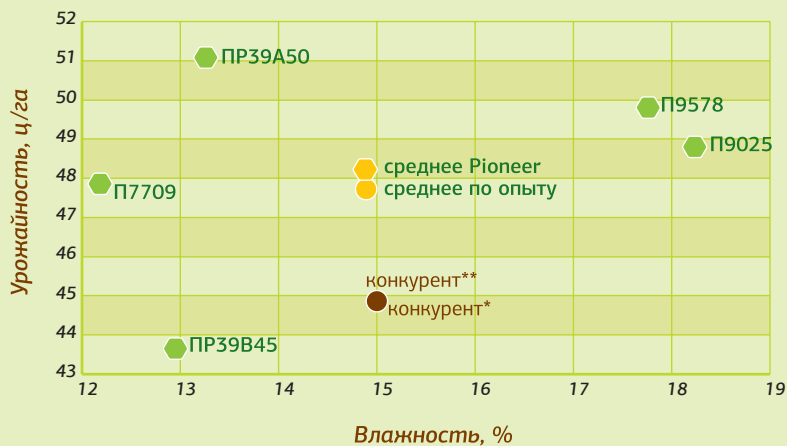 Урожайность, ц/га
52
51
50
49
48
47
46
45
44
43
ПР39А50
П9578
П9025
среднее Pioneer
среднее по опыту
П7709
конкурент**
конкурент*
ПР39В45
12 13 14 15 16 17 18 19
Влажность, %